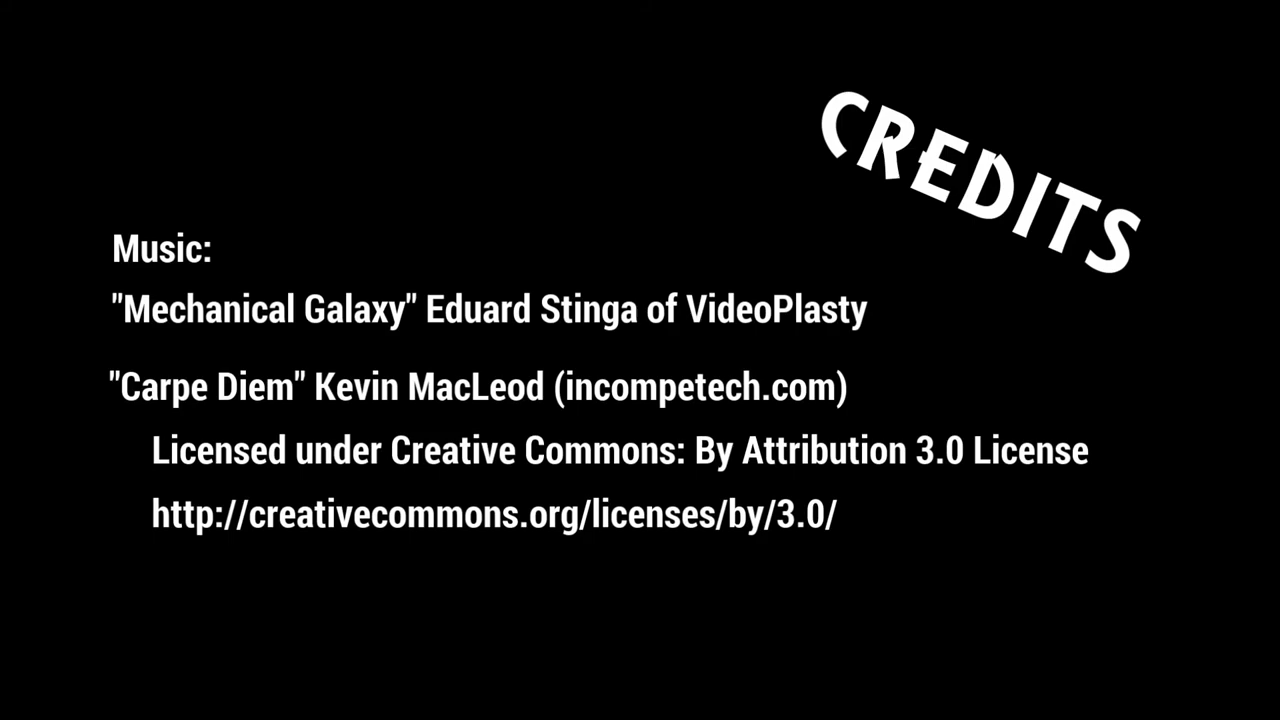 CREDITS
Music:
"Mechanical Galaxy" Eduard Stinga of VideoPlasty
"Carpe Diem" Kevin MacLeod (incompetech.com)
Licensed under Creative Commons: By Attribution 3.0 License
http://creativecommons.org/licenses/by/3.0/